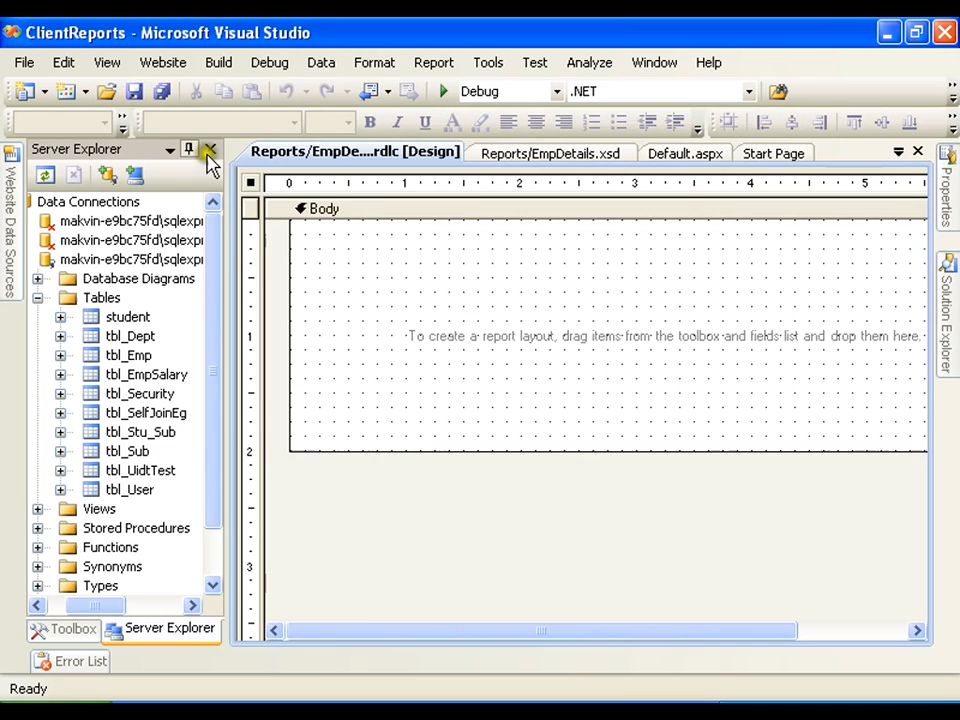 ClientReports - Microsoft Visual Studio
File Edit View Website Build Debug Data Format Report Tools Test Analyze Window Help
Debug .NET
B I U A
Server Explorer
Reports/EmpDe....rdlc [Design] Reports/EmpDetails.xsd Default.aspx Start Page
Website Data Sources
Data Connections
makvin-e9bc75fd\sqlexpr
makvin-e9bc75fd\sqlexpr
makvin-e9bc75fd\sqlexpr
Database Diagrams
Tables
student
tbl_Dept
tbl_Emp
tbl_EmpSalary
tbl_Security
tbl_SelfJoinEg
tbl_Stu_Sub
tbl_Sub
tbl_UidtTest
tbl_User
Views
Stored Procedures
Functions
Synonyms
Types
Toolbox Server Explorer
0 1 2 3 4 5
Body
1
To create a report layout, drag items from the toolbox and fields list and drop them here.
2
3
Properties
Solution Explorer
Error List
Ready